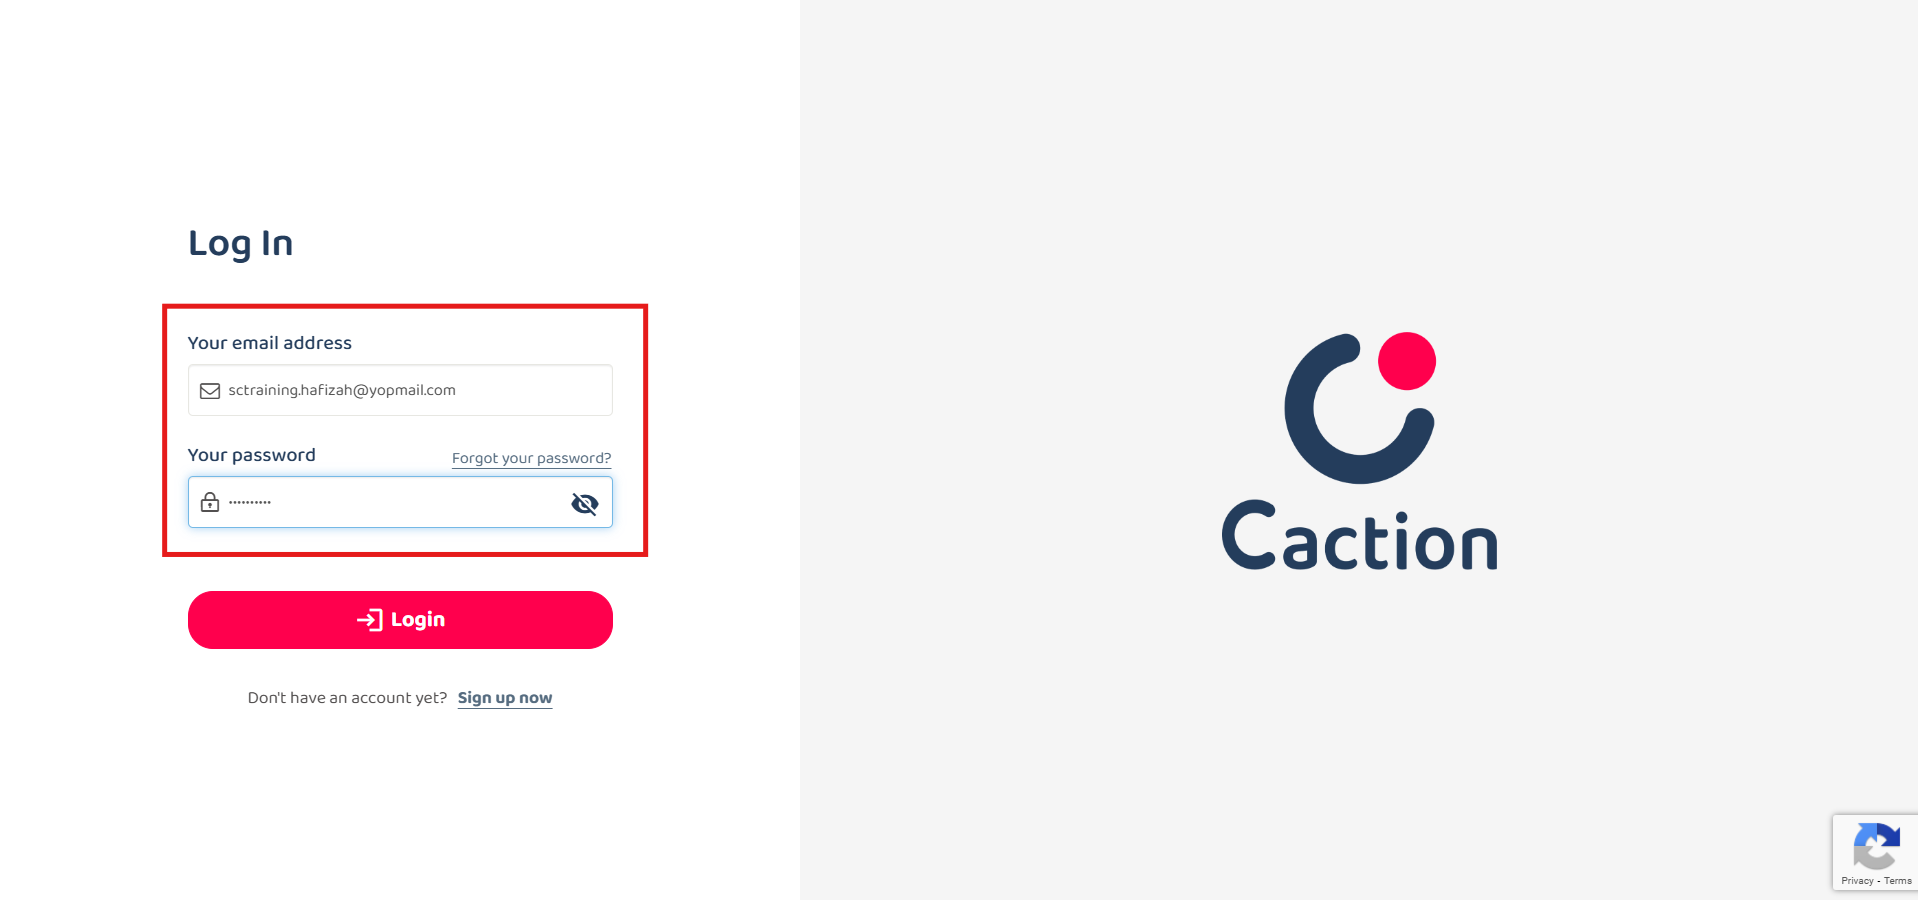 Log In
Your email address
sctraining.hafizah@yopmail.com
Your password
Forgot your password?
Login
Don't have an account yet? Sign up now
Caction
Privacy - Terms